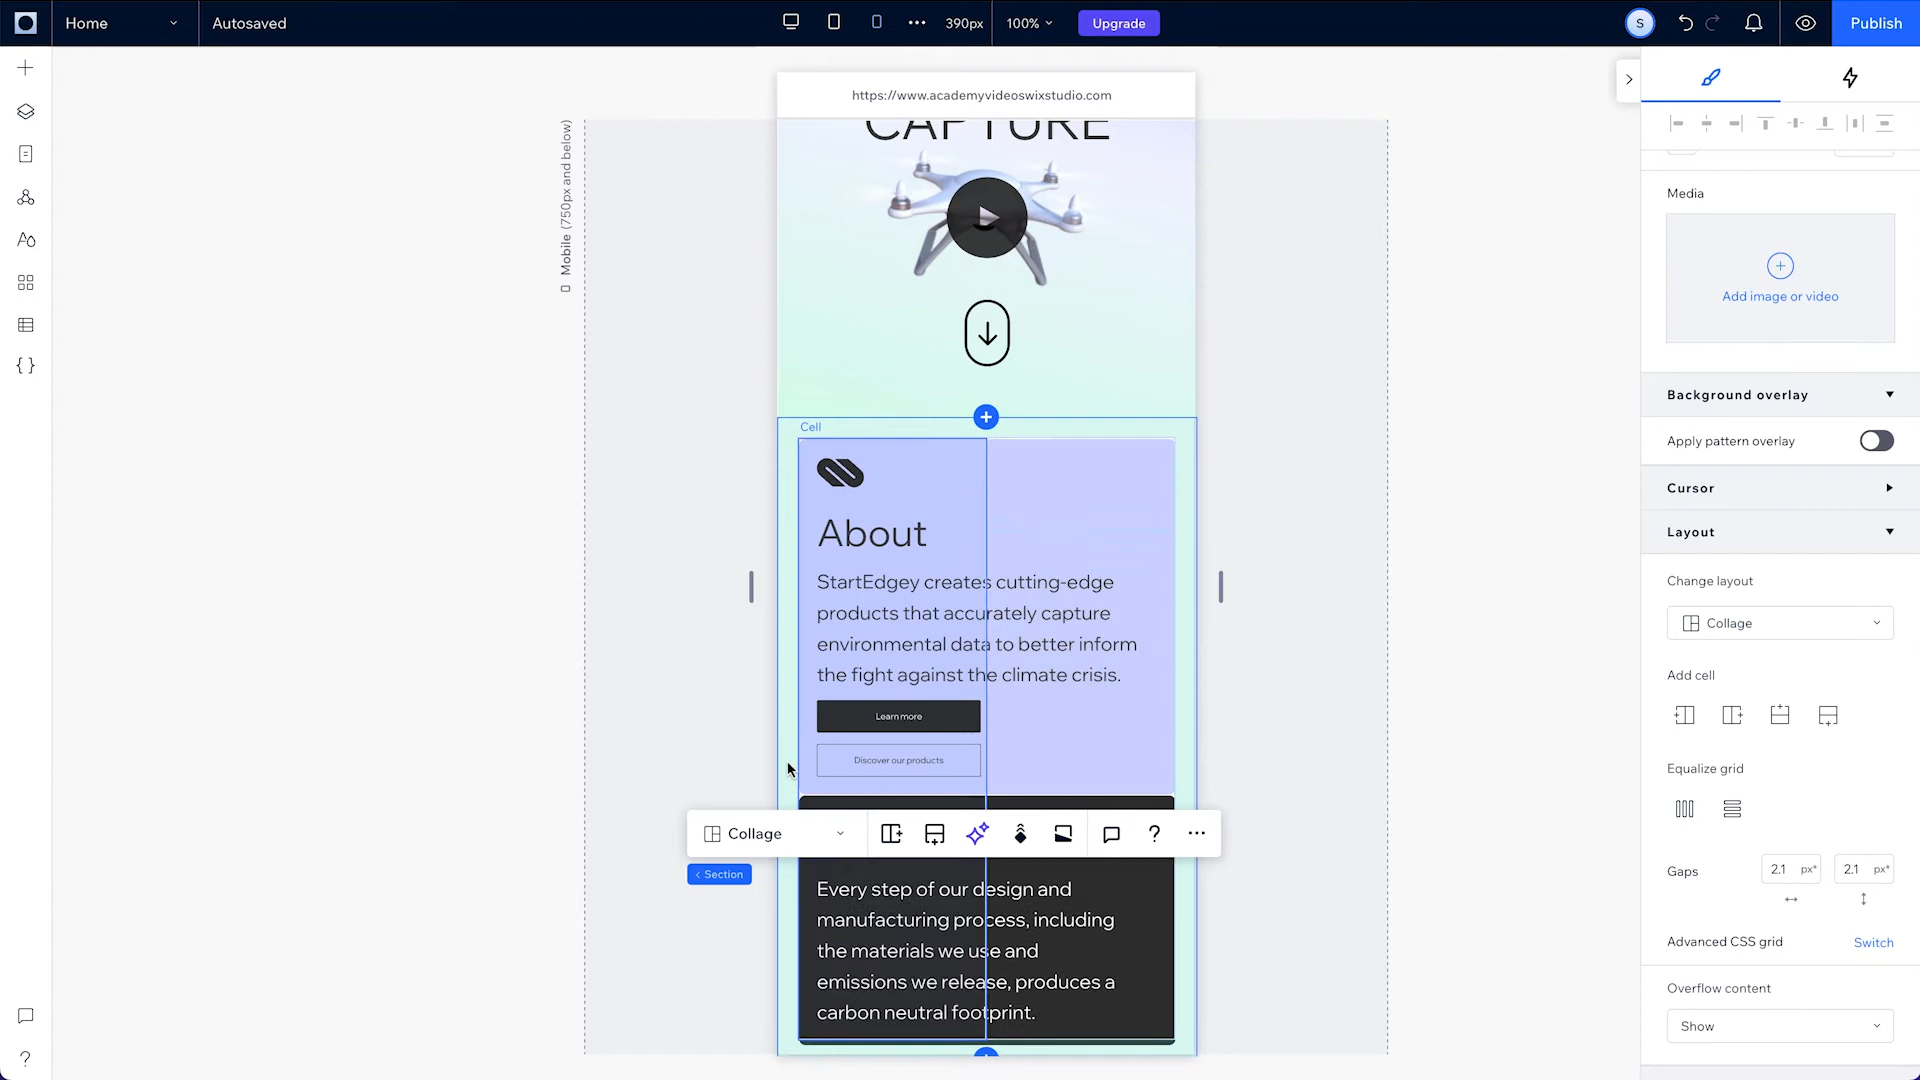 Home
Autosaved
390px
100%
Upgrade
S
Publish
https://www.academyvideoswixstudio.com
Mobile (750px and below)
CAPTURE
Cell
About
StartEdgey creates cutting-edge
products that accurately capture
environmental data to better inform
the fight against the climate crisis.
Learn more
Discover our products
Collage
?
< Section
Every step of our design and
manufacturing process, including
the materials we use and
emissions we release, produces a
carbon neutral footprint.
Media
Add image or video
Background overlay
Apply pattern overlay
Cursor
Layout
Change layout
Collage
Add cell
Equalize grid
Gaps
2.1 px*
2.1 px*
Advanced CSS grid
Switch
Overflow content
Show
?